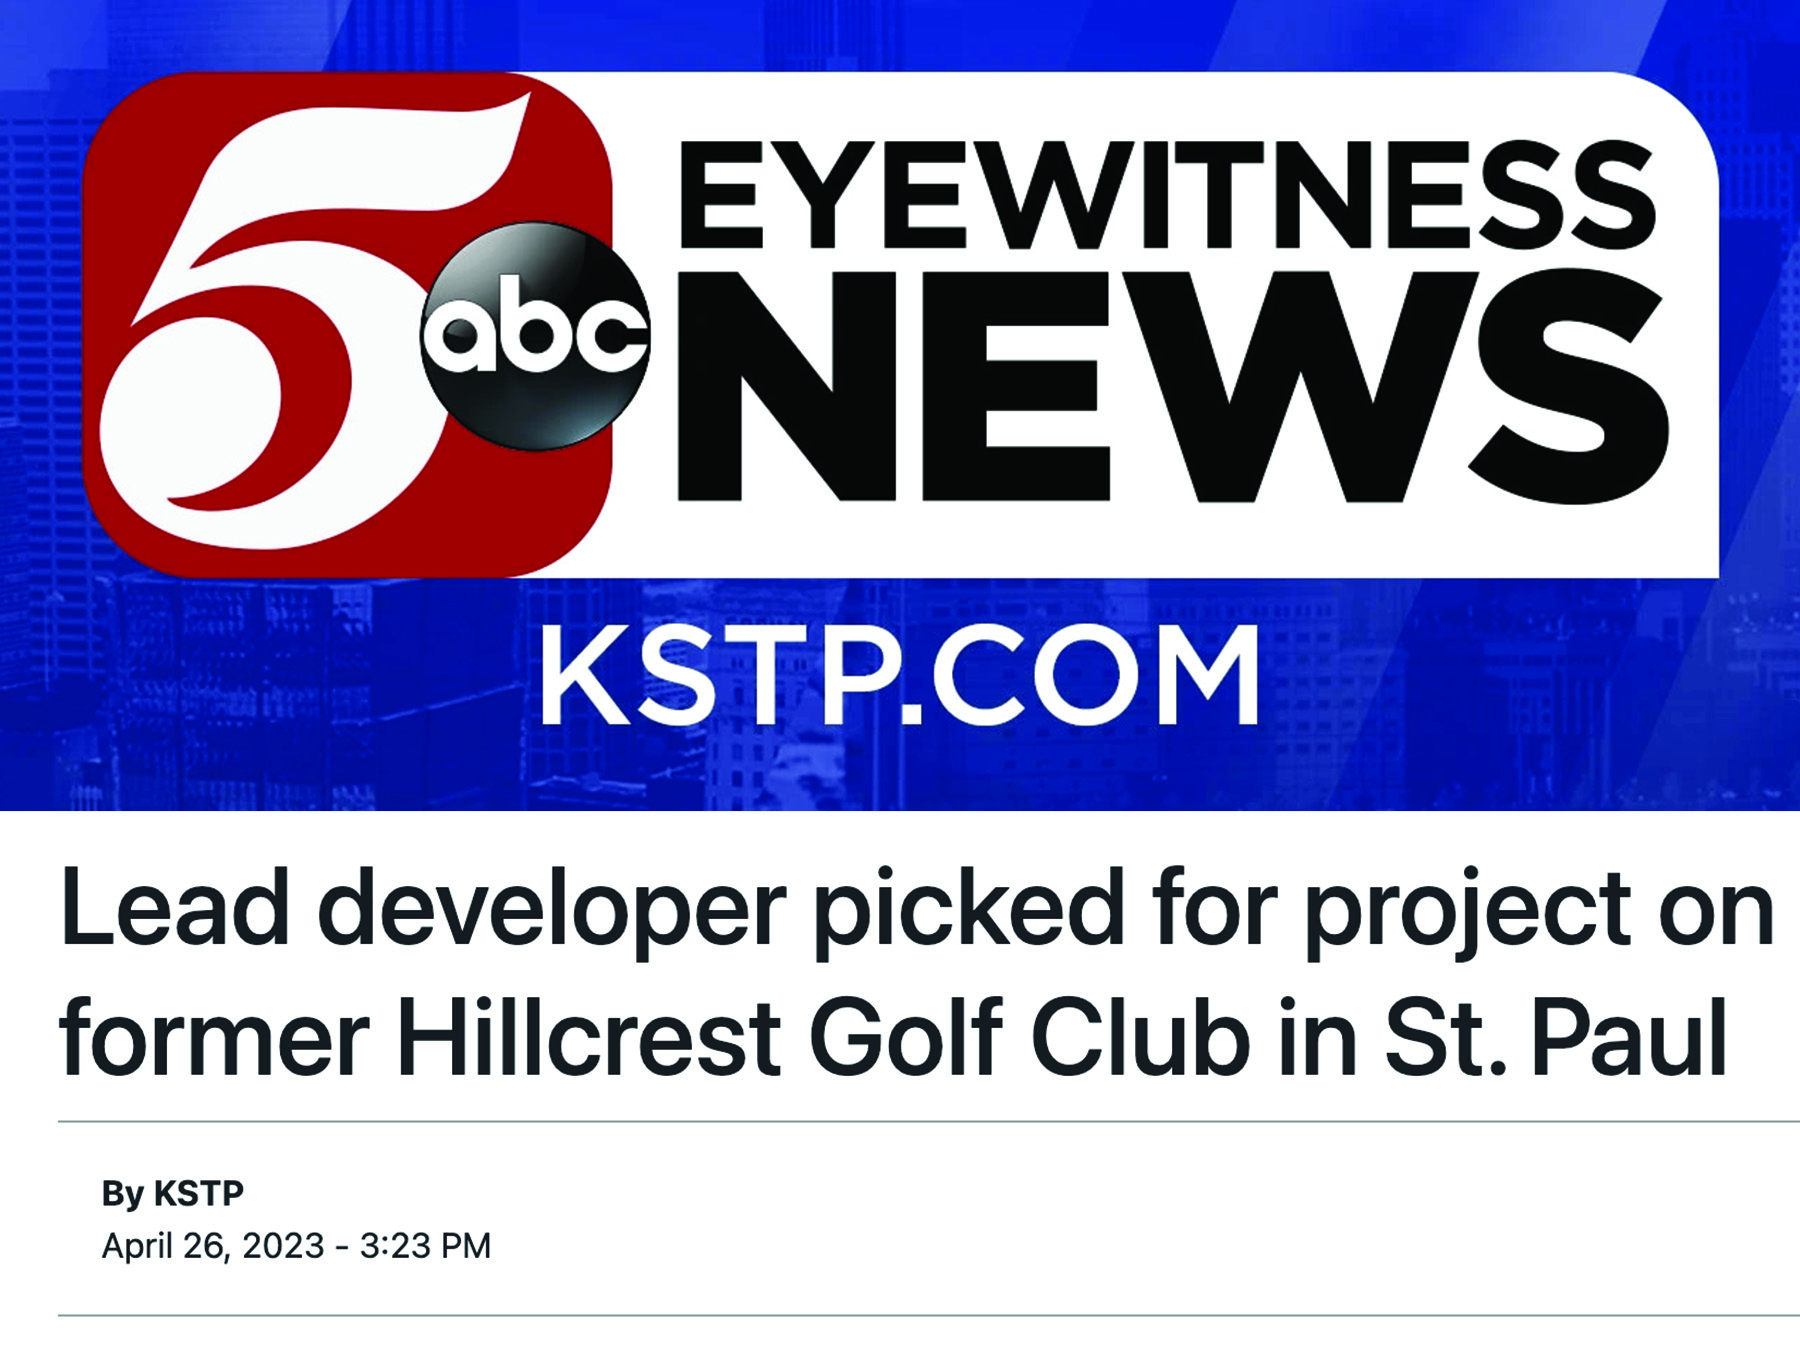 5
abc
EYEWITNESS
NEWS
KSTP.COM
Lead developer picked for project on
former Hillcrest Golf Club in St. Paul
By KSTP
April 26, 2023 - 3:23 PM